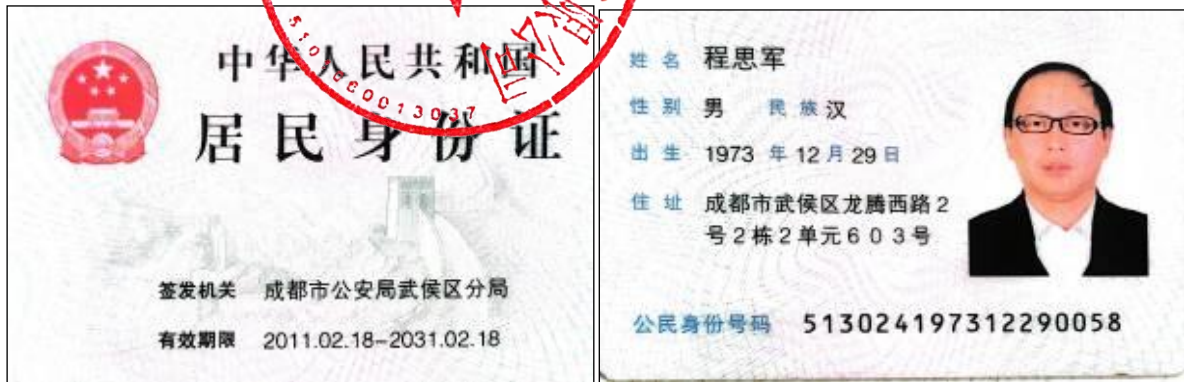 中华人民共和国
居民身份证
签发机关 成都市公安局武侯区分局
有效期限 2011.02.18-2031.02.18
姓名 程思军
性别 男 民族 汉
出生 1973 年 12 月 29 日
住址 成都市武侯区龙腾西路2
号2栋2单元603号
公民身份号码 513024197312290058